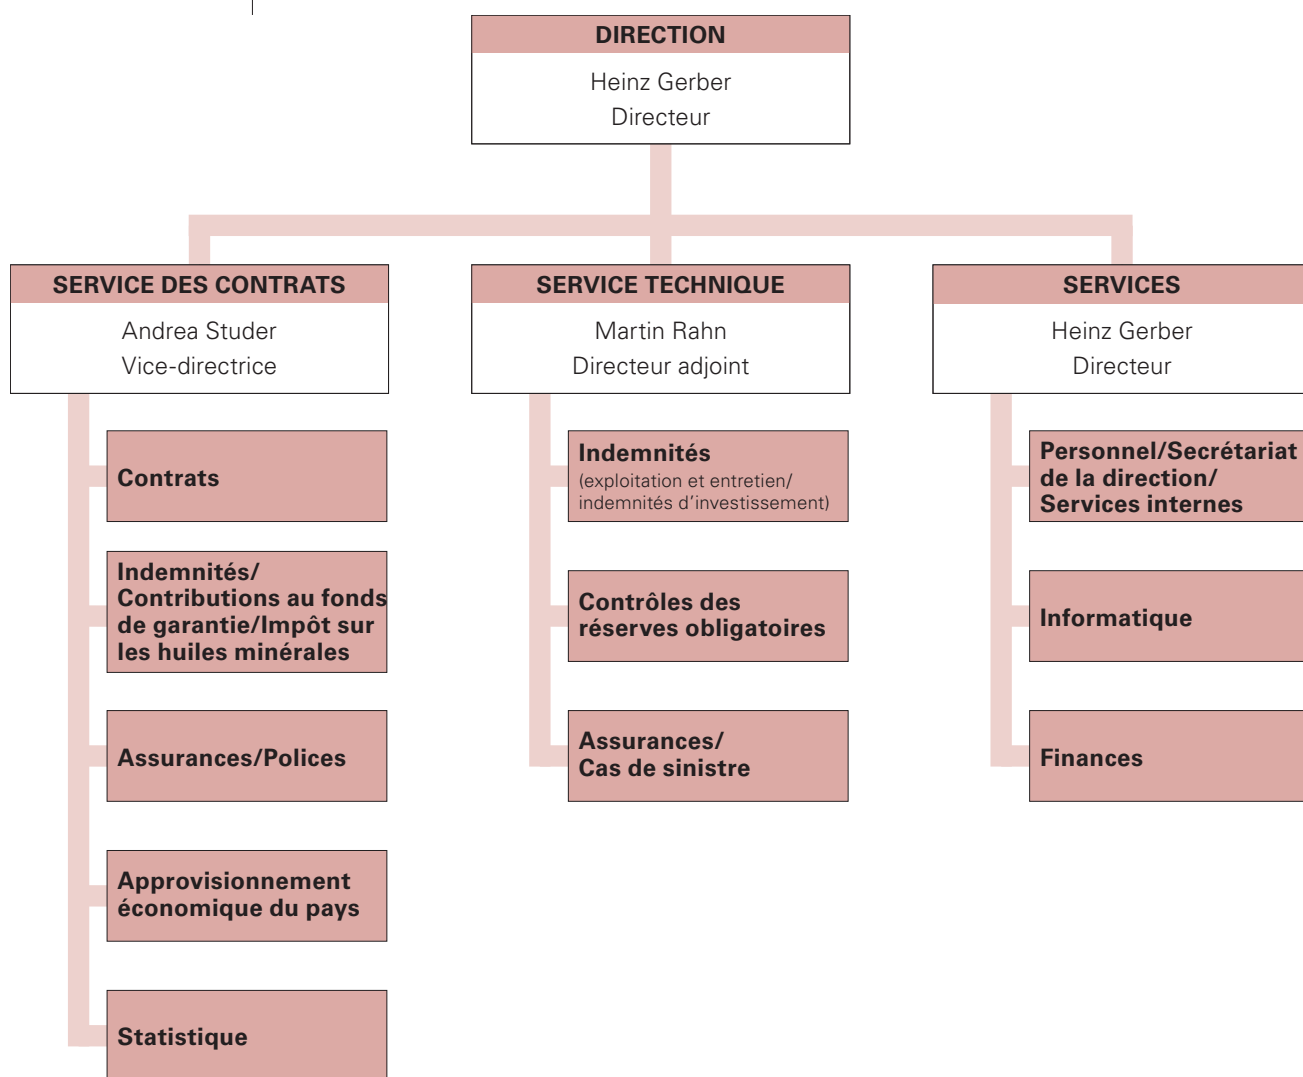 DIRECTION
Heinz Gerber
Directeur
SERVICE DES CONTRATS
Andrea Studer
Vice-directrice
Contrats
Indemnités/
Contributions au fonds
de garantie/Impôt sur
les huiles minérales
Assurances/Polices
Approvisionnement
économique du pays
Statistique
SERVICE TECHNIQUE
Martin Rahn
Directeur adjoint
Indemnités
(exploitation et entretien/
indemnités d’investissement)
Contrôles des
réserves obligatoires
Assurances/
Cas de sinistre
SERVICES
Heinz Gerber
Directeur
Personnel/Secrétariat
de la direction/
Services internes
Informatique
Finances